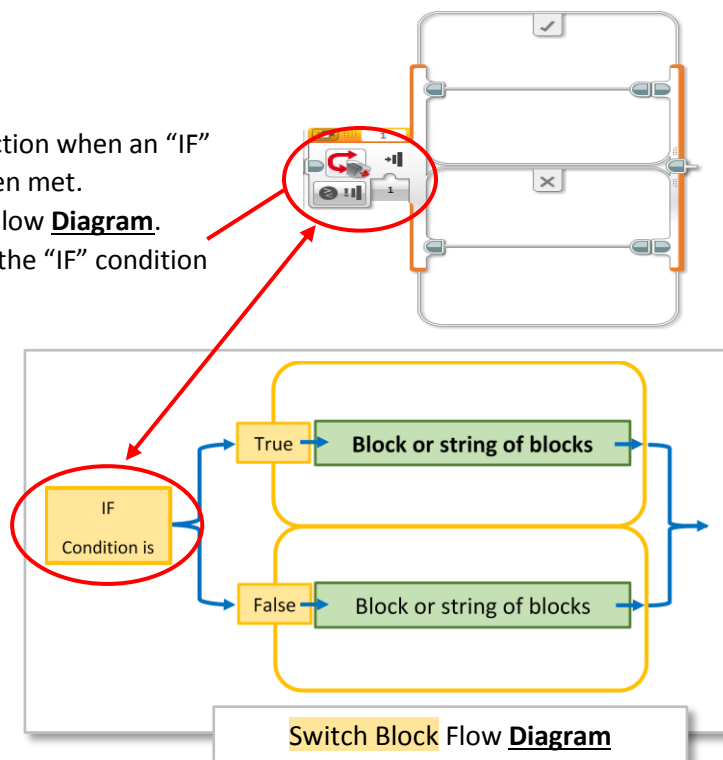 1
ction when an “IF”
en met.
1
low Diagram.
the “IF” condition
True
Block or string of blocks
IF
Condition is
False
Block or string of blocks
Switch Block Flow Diagram